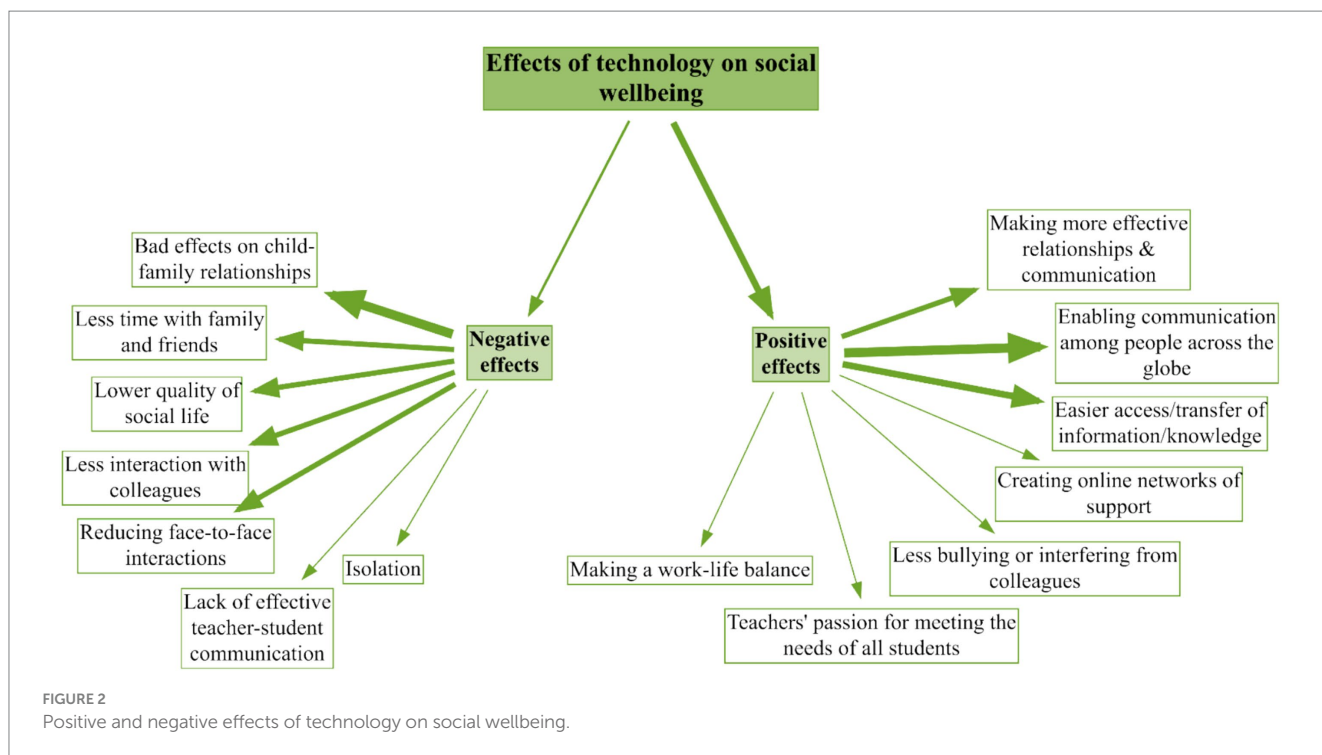 Effects of technology on social
wellbeing
Bad effects on child-
family relationships
Less time with family
and friends
Lower quality of
social life
Less interaction with
colleagues
Reducing face-to-face
interactions
Lack of effective
teacher-student
communication
Isolation
Negative
effects
Positive
effects
Making more effective
relationships &
communication
Enabling communication
among people across the
globe
Easier access/transfer of
information/knowledge
Creating online networks of
support
Less bullying or interfering from
colleagues
Making a work-life balance
Teachers' passion for meeting the
needs of all students
FIGURE 2
Positive and negative effects of technology on social wellbeing.